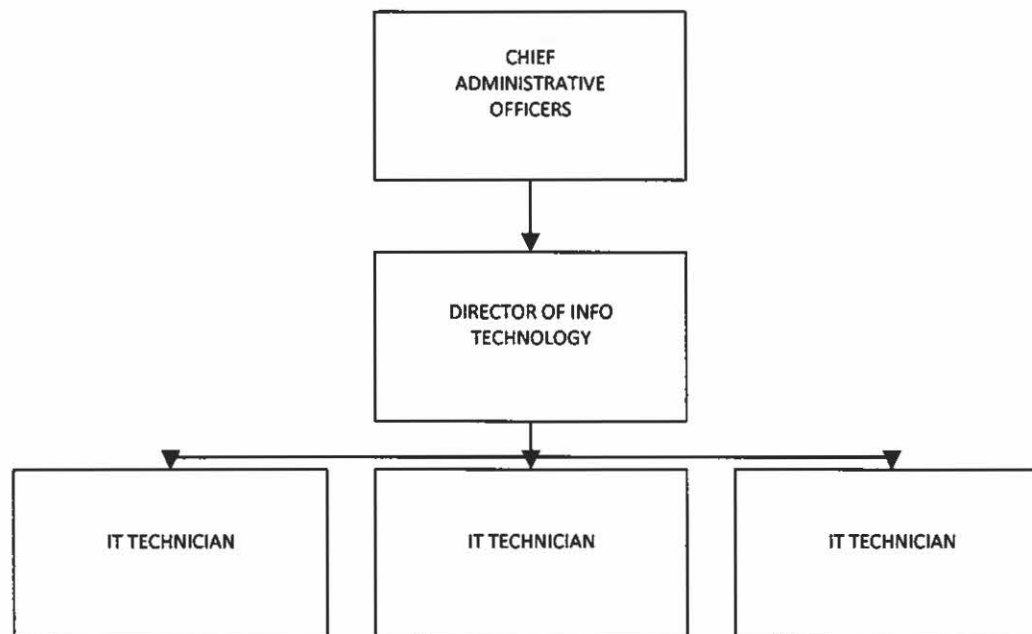 CHIEF
ADMINISTRATIVE
OFFICERS
DIRECTOR OF INFO
TECHNOLOGY
IT TECHNICIAN
IT TECHNICIAN
IT TECHNICIAN